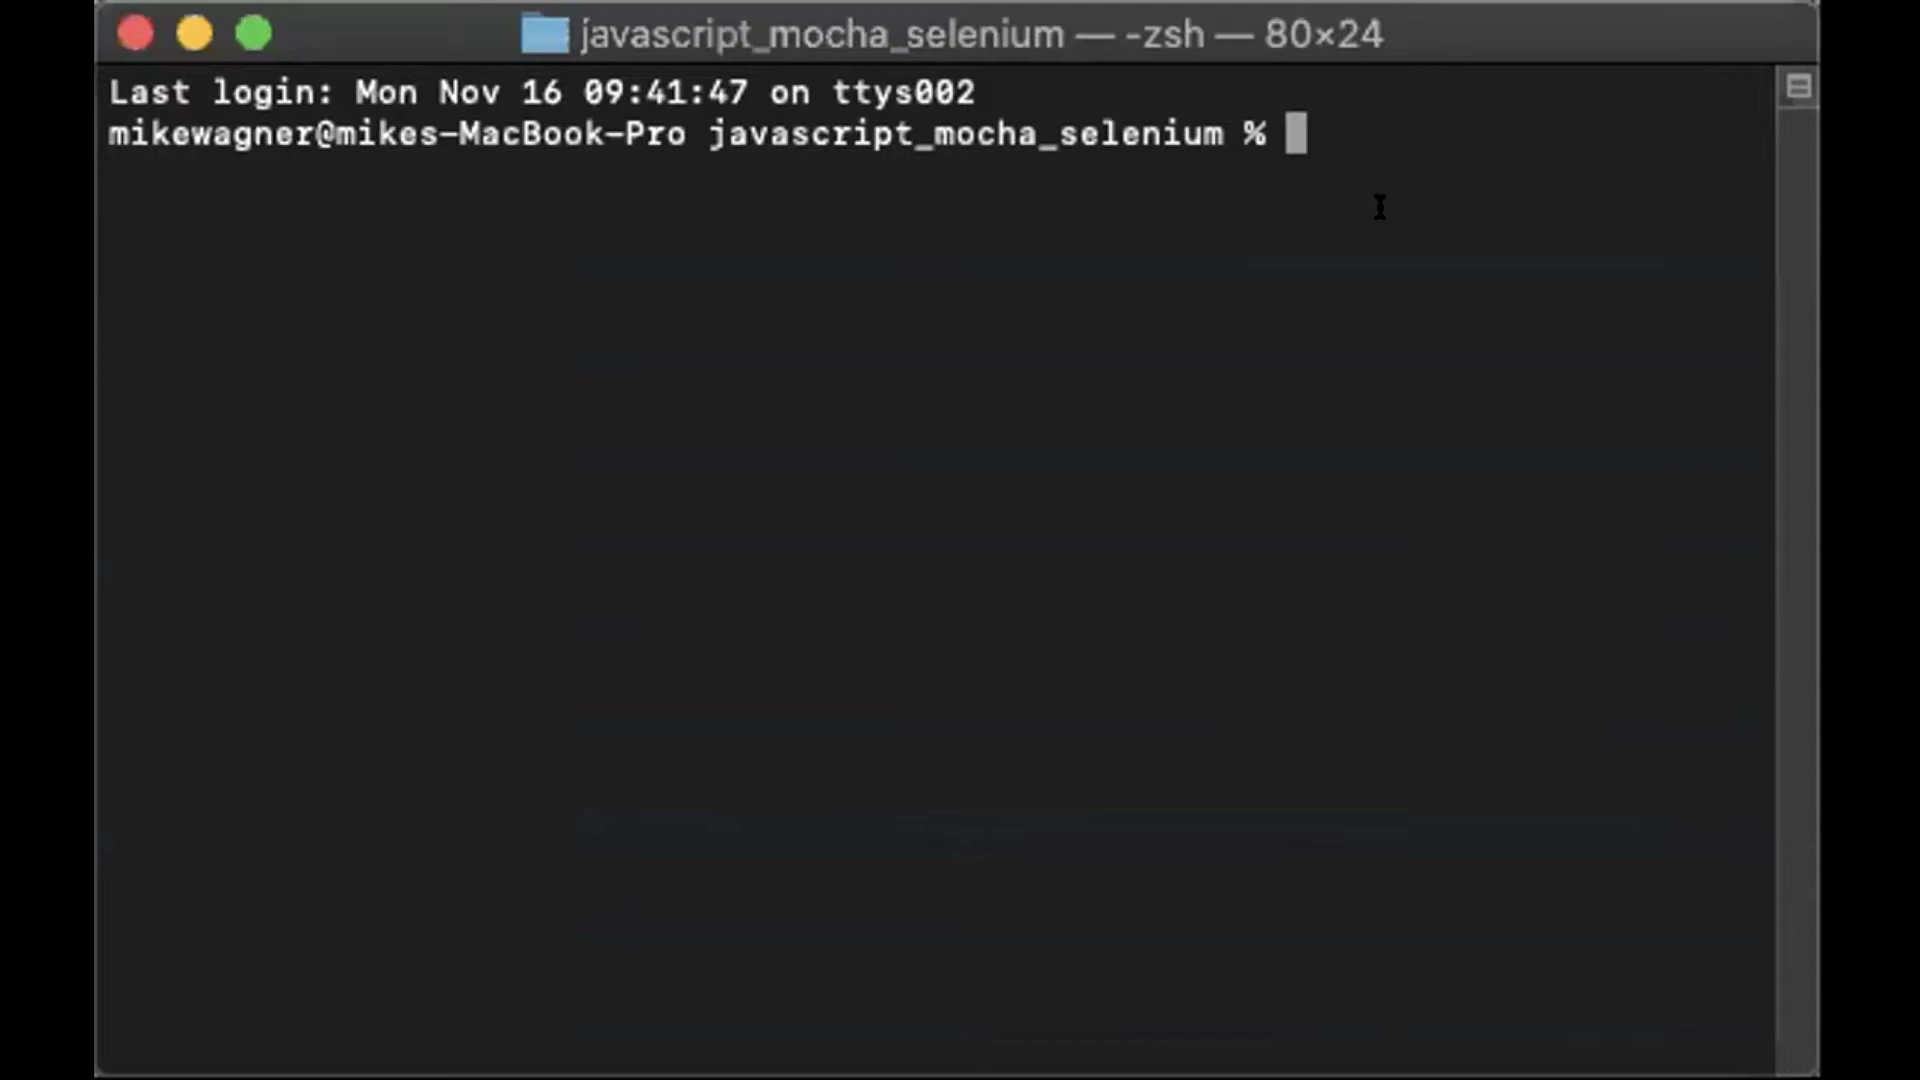 javascript_mocha_selenium — -zsh — 80×24
Last login: Mon Nov 16 09:41:47 on ttys002
mikewagner@mikes-MacBook-Pro javascript_mocha_selenium %